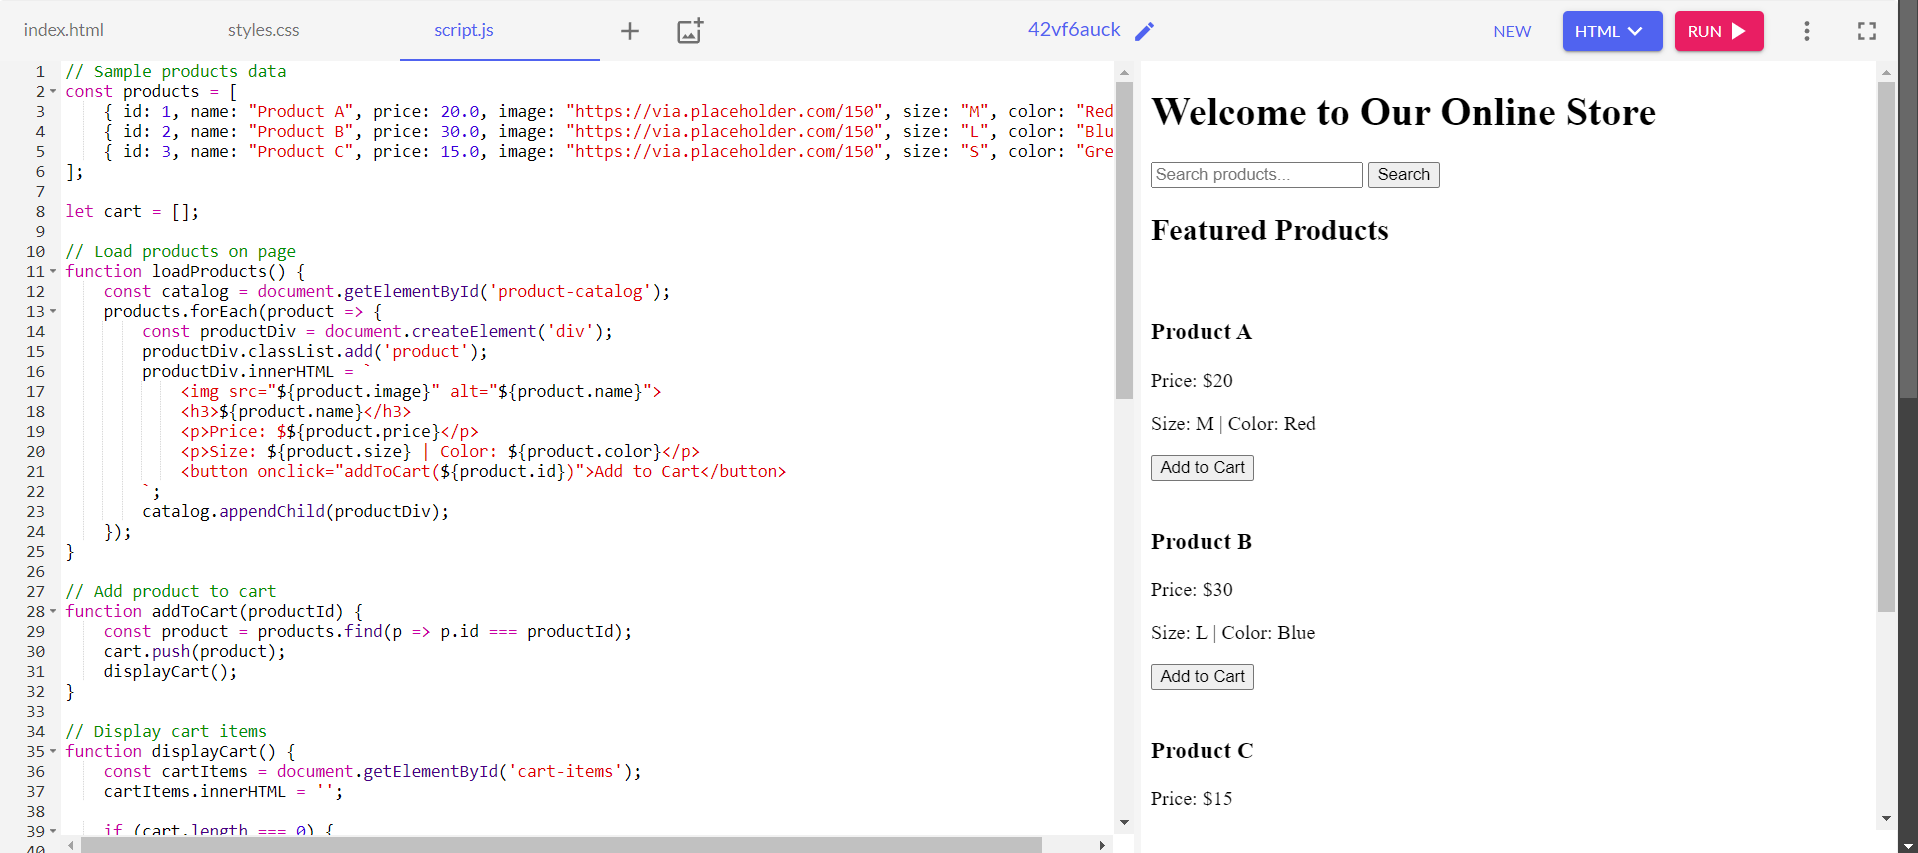 index.html styles.css script.js 42vf6auck NEW HTML RUN
1 // Sample products data
2 const products = [
3     { id: 1, name: "Product A", price: 20.0, image: "https://via.placeholder.com/150", size: "M", color: "Red
4     { id: 2, name: "Product B", price: 30.0, image: "https://via.placeholder.com/150", size: "L", color: "Blu
5     { id: 3, name: "Product C", price: 15.0, image: "https://via.placeholder.com/150", size: "S", color: "Gre
6 ];
7
8 let cart = [];
9
10 // Load products on page
11 function loadProducts() {
12     const catalog = document.getElementById('product-catalog');
13     products.forEach(product => {
14         const productDiv = document.createElement('div');
15         productDiv.classList.add('product');
16         productDiv.innerHTML = `
17             <img src="${product.image}" alt="${product.name}">
18             <h3>${product.name}</h3>
19             <p>Price: $${product.price}</p>
20             <p>Size: ${product.size} | Color: ${product.color}</p>
21             <button onclick="addToCart(${product.id})">Add to Cart</button>
22         `;
23         catalog.appendChild(productDiv);
24     });
25 }
26
27 // Add product to cart
28 function addToCart(productId) {
29     const product = products.find(p => p.id === productId);
30     cart.push(product);
31     displayCart();
32 }
33
34 // Display cart items
35 function displayCart() {
36     const cartItems = document.getElementById('cart-items');
37     cartItems.innerHTML = '';
38
39     if (cart.length === 0) {
40
Welcome to Our Online Store
Search products... Search
Featured Products
Product A
Price: $20
Size: M | Color: Red
Add to Cart
Product B
Price: $30
Size: L | Color: Blue
Add to Cart
Product C
Price: $15